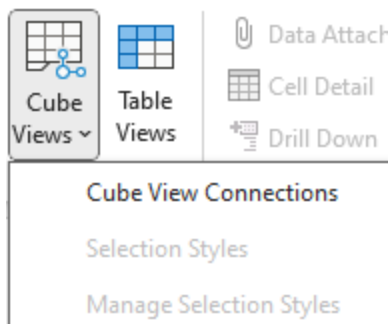 Cube
Views
Table
Views
Data Attach
Cell Detail
Drill Down
Cube View Connections
Selection Styles
Manage Selection Styles